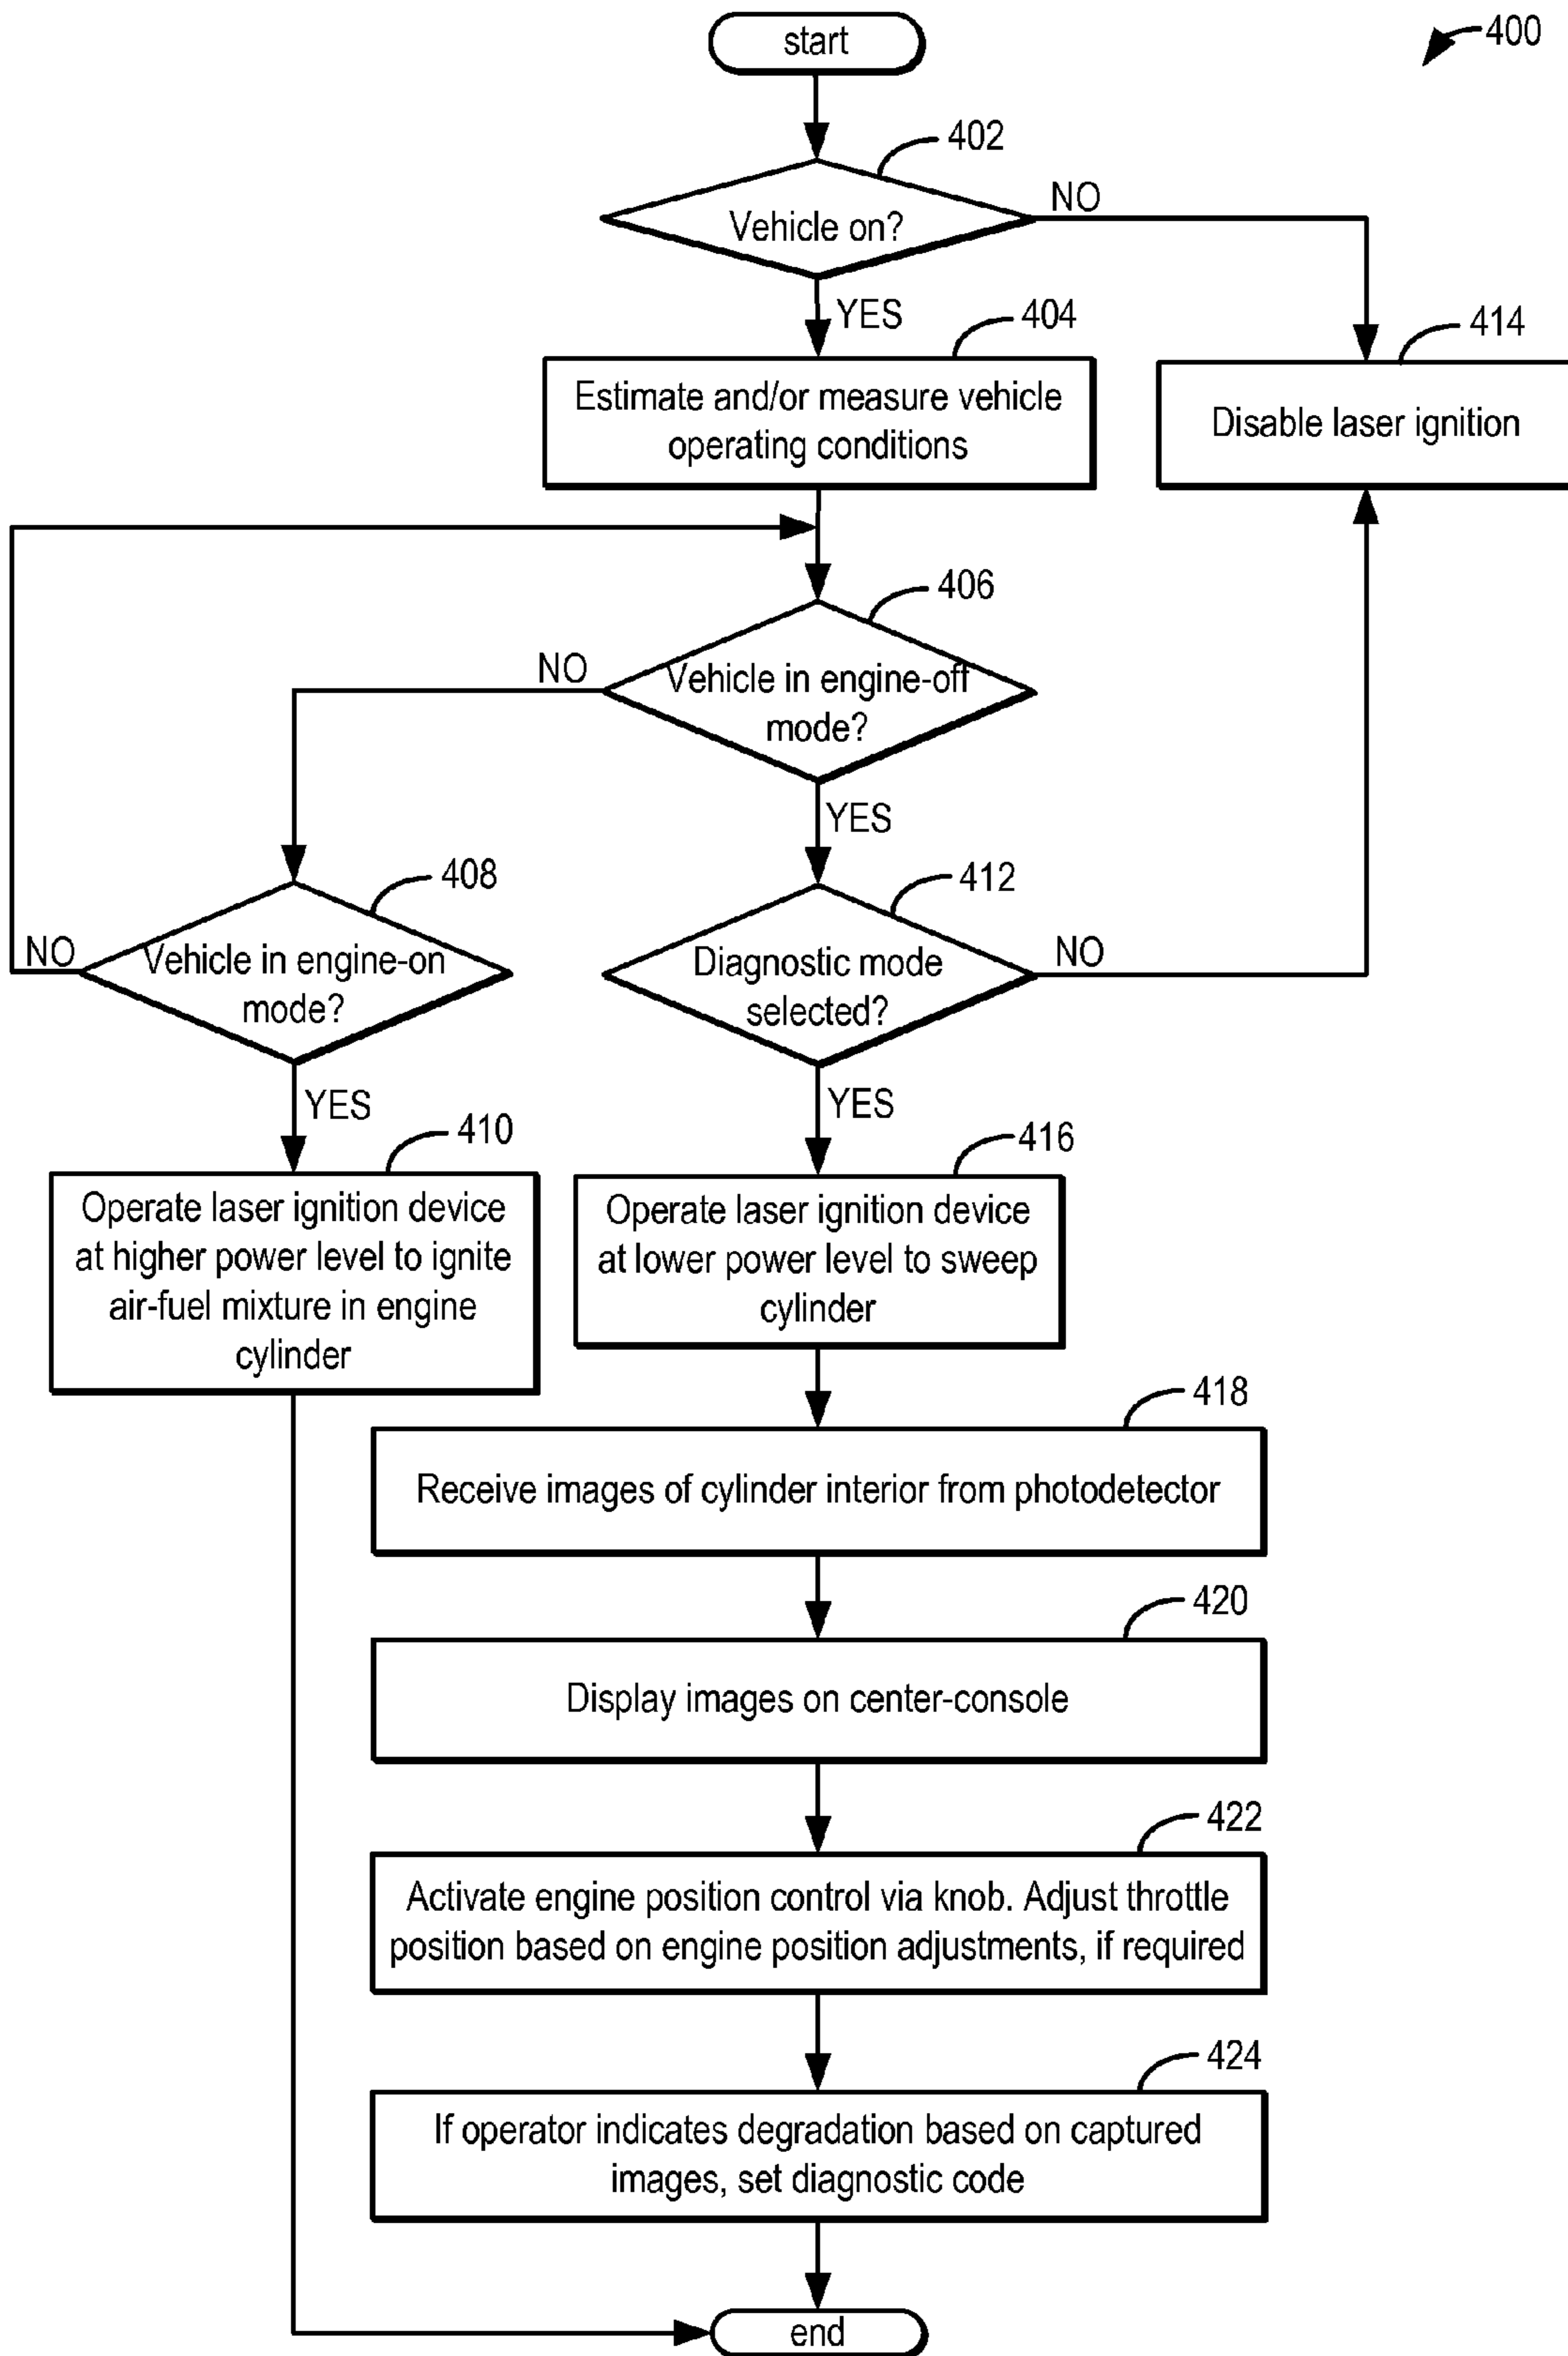 start
400
402
Vehicle on?
NO
YES
404
414
Estimate and/or measure vehicle
operating conditions
Disable laser ignition
406
NO
Vehicle in engine-off
mode?
YES
408
412
NO
Vehicle in engine-on
mode?
Diagnostic mode
selected?
NO
YES
YES
410
416
Operate laser ignition device
at higher power level to ignite
air-fuel mixture in engine
cylinder
Operate laser ignition device
at lower power level to sweep
cylinder
418
Receive images of cylinder interior from photodetector
420
Display images on center-console
422
Activate engine position control via knob. Adjust throttle
position based on engine position adjustments, if required
424
If operator indicates degradation based on captured
images, set diagnostic code
end